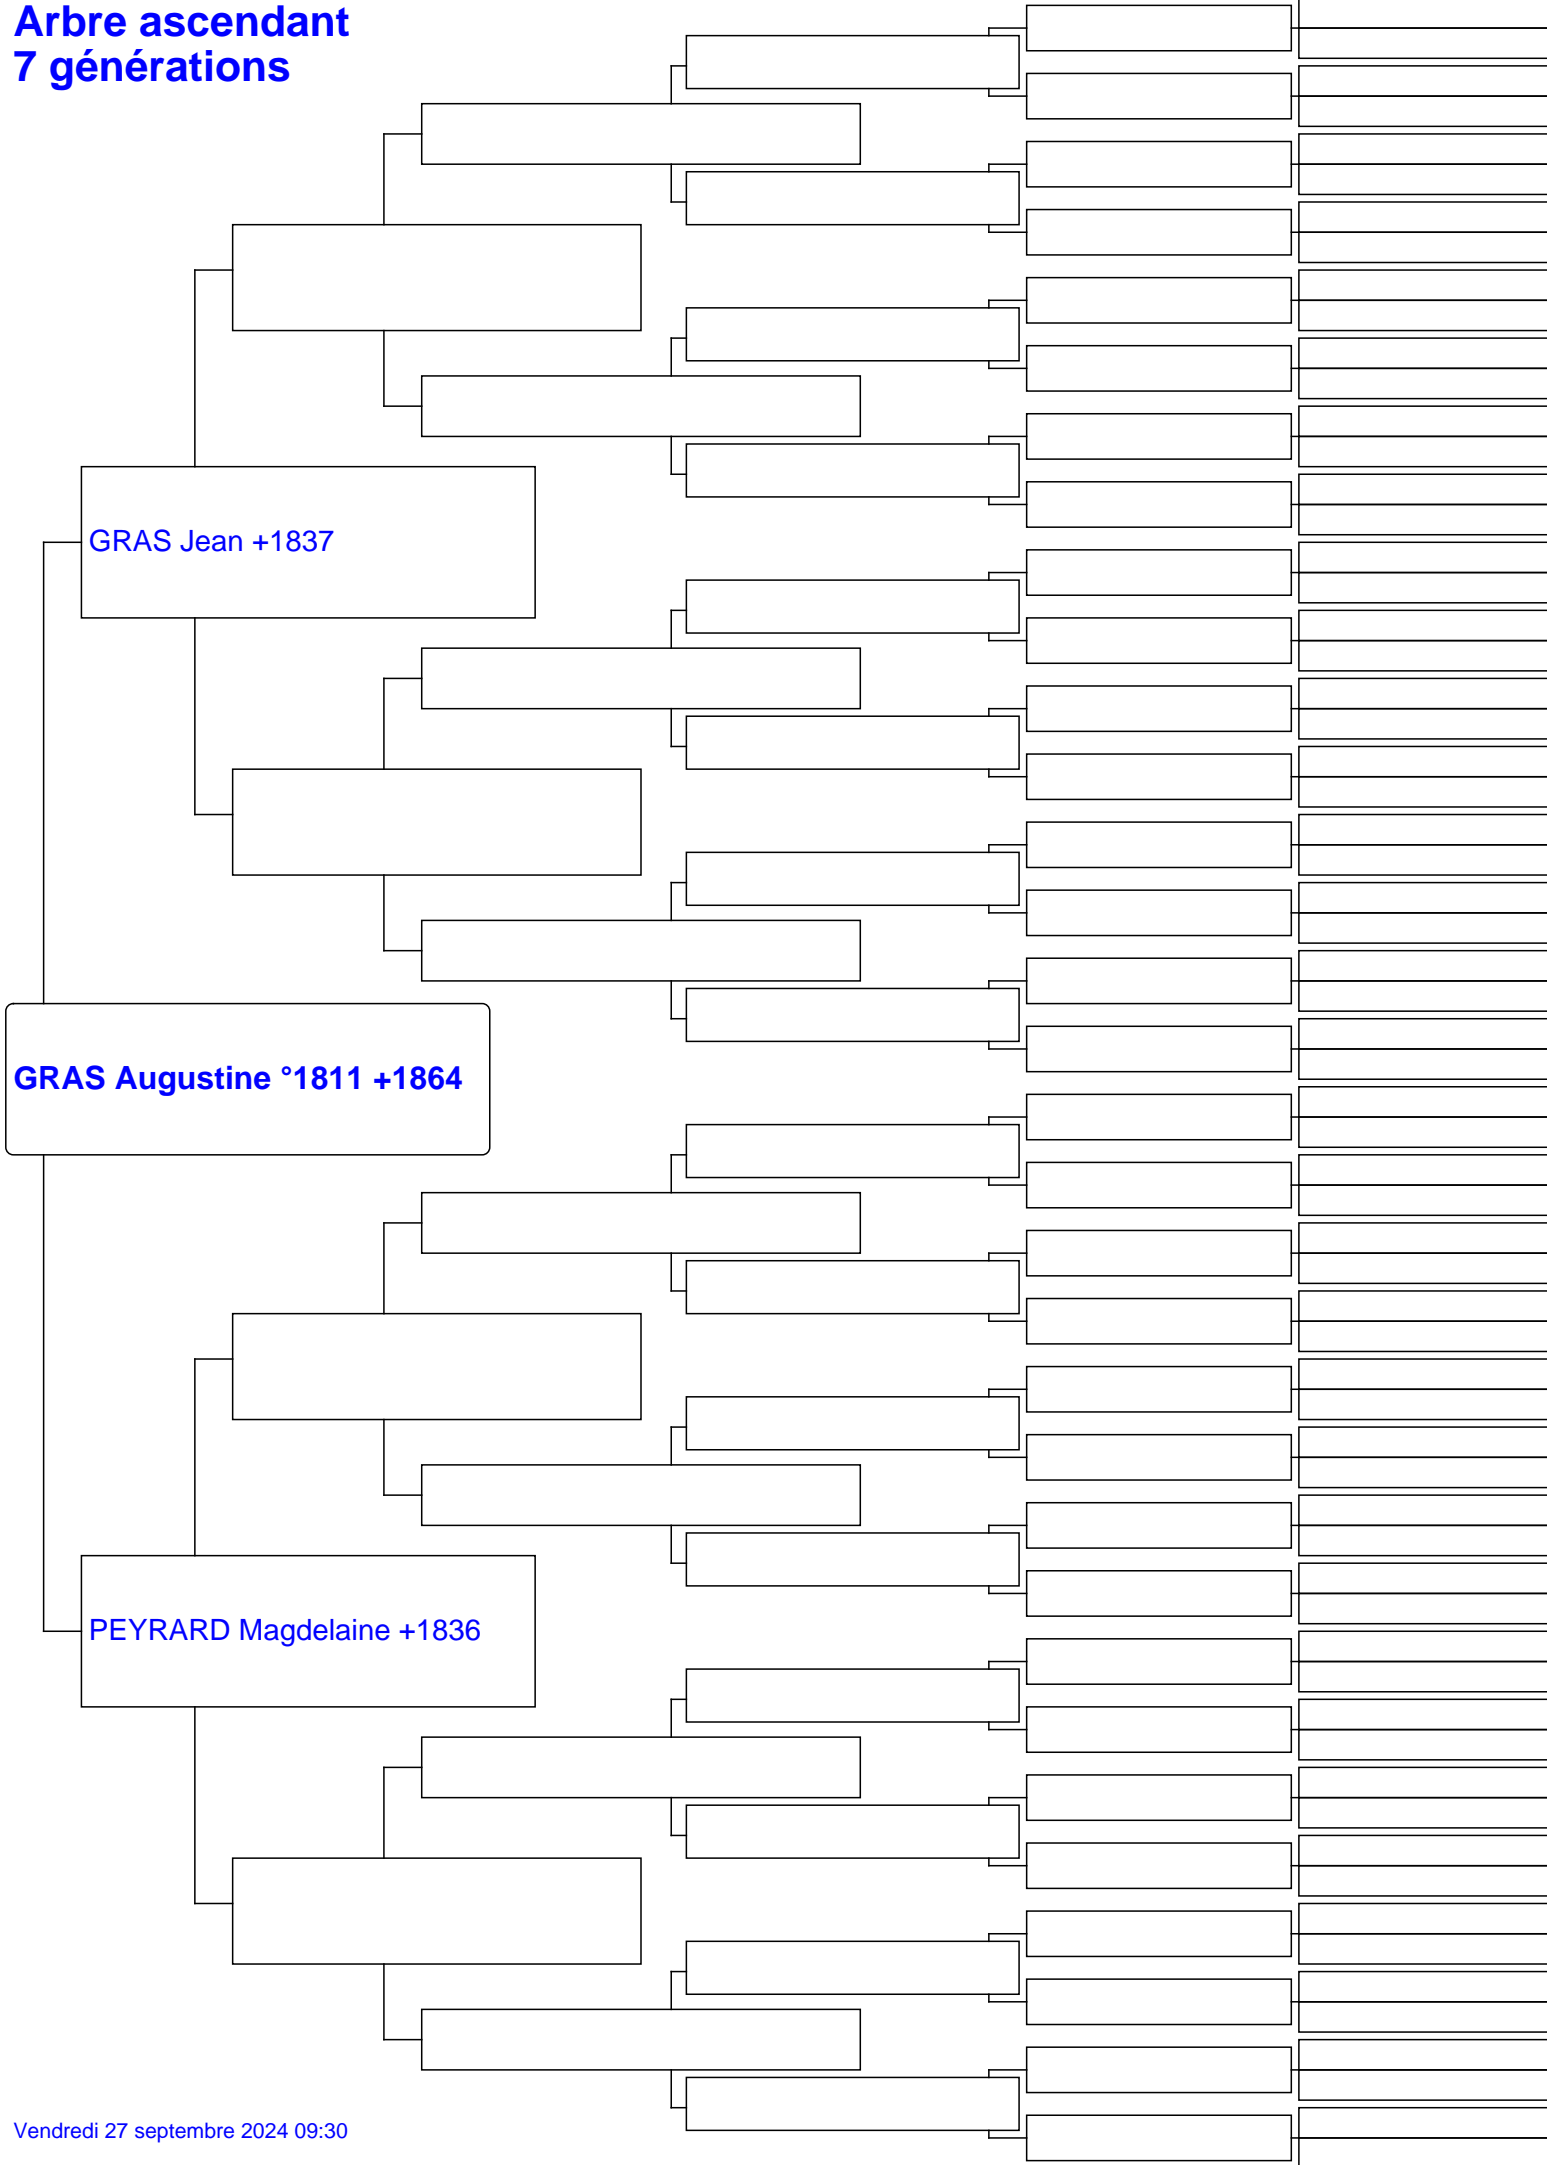 Arbre ascendant
7 générations
GRAS Jean +1837
GRAS Augustine °1811 +1864
PEYRARD Magdelaine +1836
Vendredi 27 septembre 2024 09:30